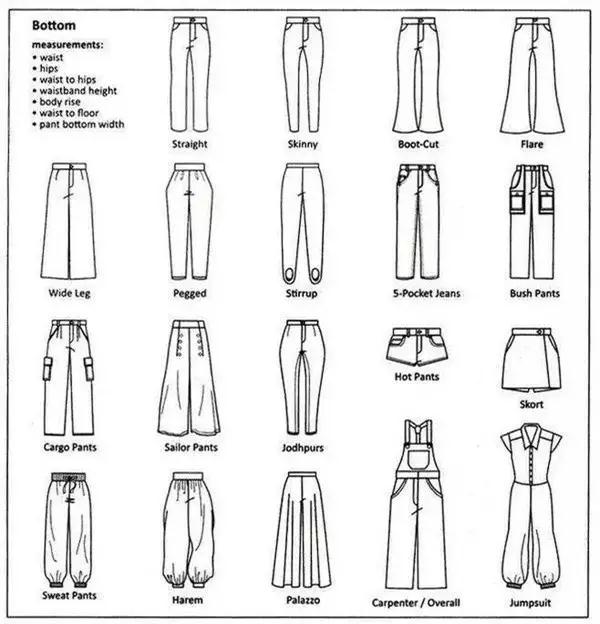 Bottom
measurements:
• waist
• hips
• waist to hips
• waistband height
• body rise
• waist to floor
• pant bottom width
Straight
Skinny
Boot-Cut
Flare
Wide Leg
Pegged
Stirrup
5-Pocket Jeans
Bush Pants
Cargo Pants
Sailor Pants
Jodhpurs
Hot Pants
Skort
Sweat Pants
Harem
Palazzo
Carpenter / Overall
Jumpsuit